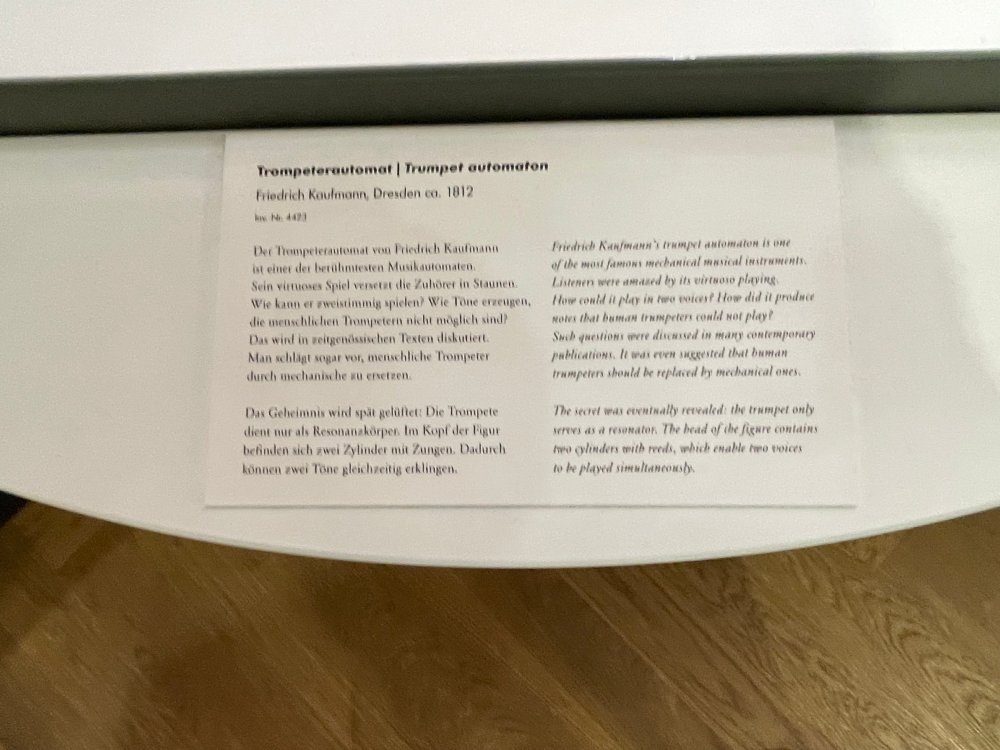 Trompeterautomat | Trumpet automaton
Friedrich Kaufmann, Dresden ca. 1812
Inv. Nr. 4423
Der Trompeterautomat von Friedrich Kaufmann
ist einer der berühmtesten Musikautomaten.
Sein virtuoses Spiel versetzt die Zuhörer in Staunen.
Wie kann er zweistimmig spielen? Wie Töne erzeugen,
die menschlichen Trompetern nicht möglich sind?
Das wird in zeitgenössischen Texten diskutiert.
Man schlägt sogar vor, menschliche Trompeter
durch mechanische zu ersetzen.
Das Geheimnis wird spät gelüftet: Die Trompete
dient nur als Resonanzkörper. Im Kopf der Figur
befinden sich zwei Zylinder mit Zungen. Dadurch
können zwei Töne gleichzeitig erklingen.
Friedrich Kaufmann's trumpet automaton is one
of the most famous mechanical musical instruments.
Listeners were amazed by its virtuoso playing.
How could it play in two voices? How did it produce
notes that human trumpeters could not play?
Such questions were discussed in many contemporary
publications. It was even suggested that human
trumpeters should be replaced by mechanical ones.
The secret was eventually revealed: the trumpet only
serves as a resonator. The head of the figure contains
two cylinders with reeds, which enable two voices
to be played simultaneously.